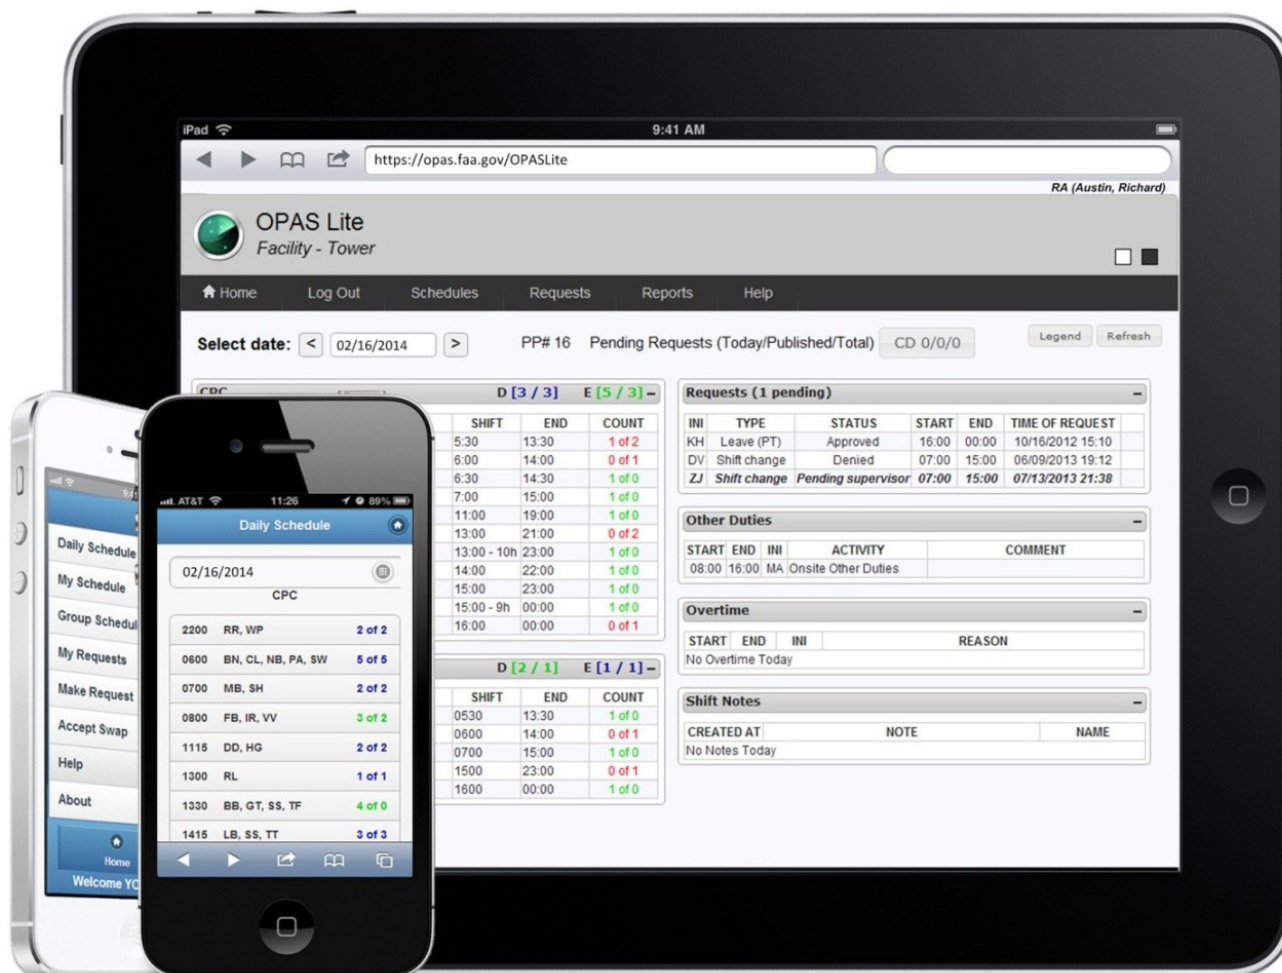 iPad 9:41 AM
https://opas.faa.gov/OPASLite
RA (Austin, Richard)
OPAS Lite
Facility - Tower
Home Log Out Schedules Requests Reports Help
Select date: < 02/16/2014 > PP# 16 Pending Requests (Today/Published/Total) CD 0/0/0 Legend Refresh
CPC D [3 / 3] E [5 / 3] –
SHIFT END COUNT
5:30 13:30 1 of 2
6:00 14:00 0 of 1
6:30 14:30 1 of 0
7:00 15:00 1 of 0
11:00 19:00 1 of 0
13:00 21:00 0 of 2
13:00 - 10h 23:00 1 of 0
14:00 22:00 1 of 0
15:00 23:00 1 of 0
15:00 - 9h 00:00 1 of 0
16:00 00:00 0 of 1
D [2 / 1] E [1 / 1] –
SHIFT END COUNT
0530 13:30 1 of 0
0600 14:00 0 of 1
0700 15:00 1 of 0
1500 23:00 0 of 1
1600 00:00 1 of 0
Requests (1 pending) –
INI TYPE STATUS START END TIME OF REQUEST
KH Leave (PT) Approved 16:00 00:00 10/16/2012 15:10
DV Shift change Denied 07:00 15:00 06/09/2013 19:12
ZJ Shift change Pending supervisor 07:00 15:00 07/13/2013 21:38
Other Duties –
START END INI ACTIVITY COMMENT
08:00 16:00 MA Onsite Other Duties
Overtime –
START END INI REASON
No Overtime Today
Shift Notes –
CREATED AT NOTE NAME
No Notes Today
Daily Schedule
My Schedule
Group Schedul
My Requests
Make Request
Accept Swap
Help
About
Home
Welcome YO
AT&T 11:26 89%
Daily Schedule
02/16/2014
CPC
2200 RR, WP 2 of 2
0600 BN, CL, NB, PA, SW 5 of 5
0700 MB, SH 2 of 2
0800 FB, IR, VV 3 of 2
1115 DD, HG 2 of 2
1300 RL 1 of 1
1330 BB, GT, SS, TF 4 of 0
1415 LB, SS, TT 3 of 3